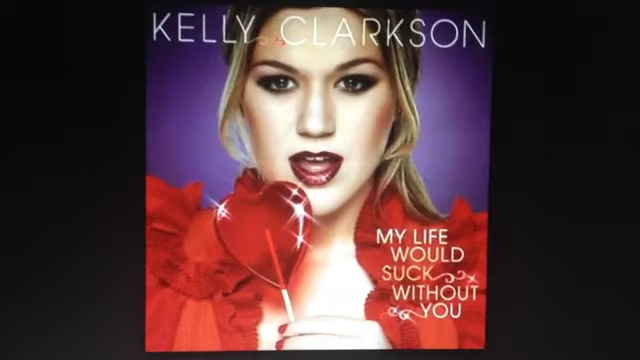 KELLY CLARKSON
MY LIFE
WOULD
SUCK
WITHOUT
YOU